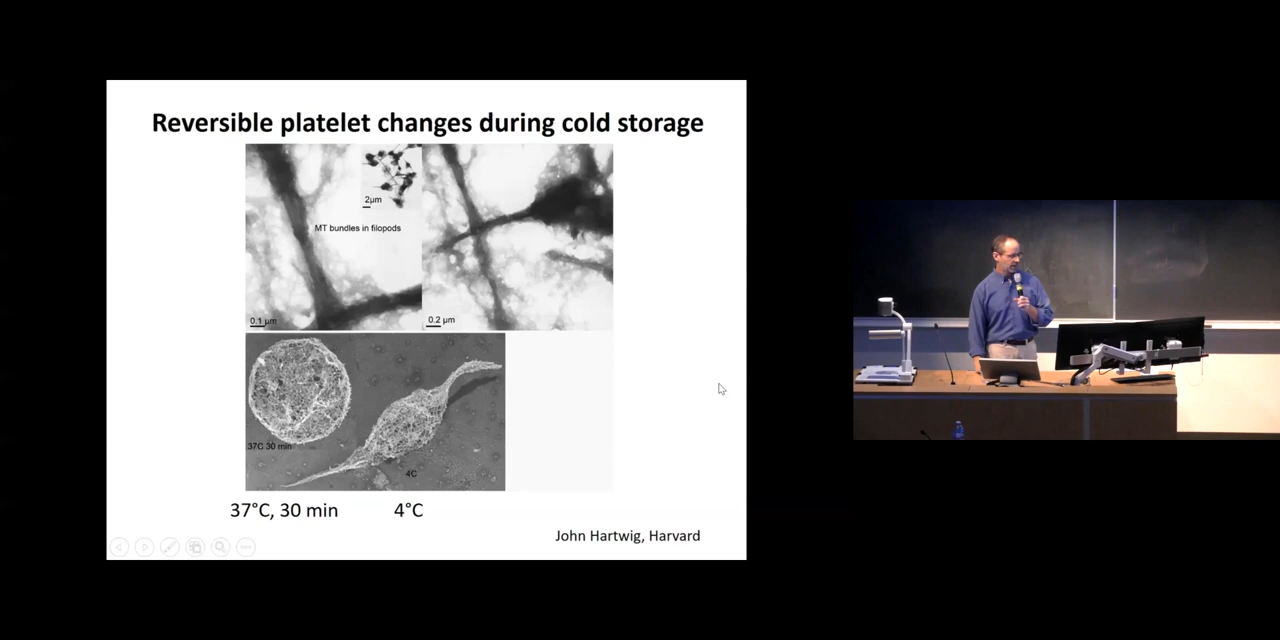 Reversible platelet changes during cold storage
2µm
MT bundles in filopods
0.1 µm
0.2 µm
37C 30 min
4C
37°C, 30 min
4°C
John Hartwig, Harvard